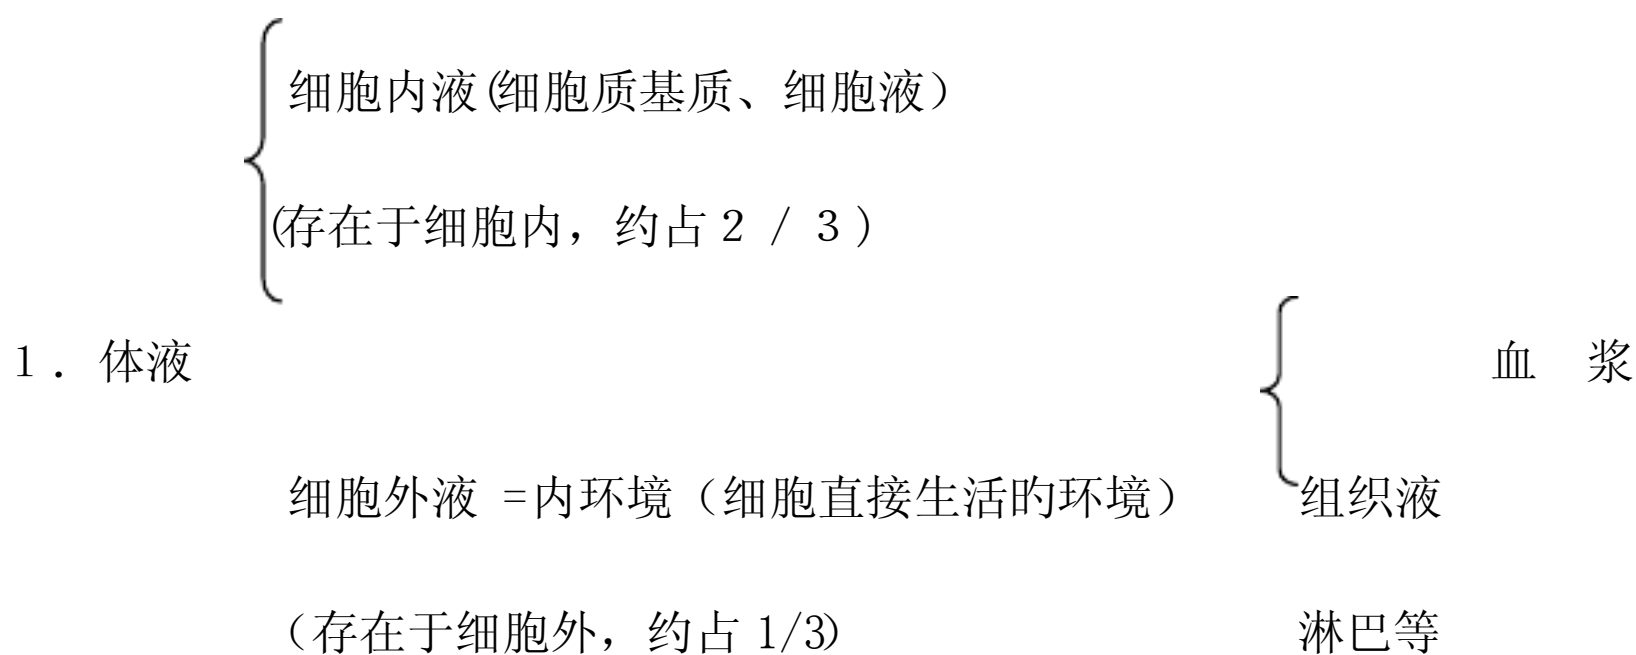 细胞内液(细胞质基质、细胞液）
(存在于细胞内，约占2 / 3)
1. 体液 血 浆
细胞外液 =内环境（细胞直接生活旳环境） 组织液
（存在于细胞外，约占1/3) 淋巴等